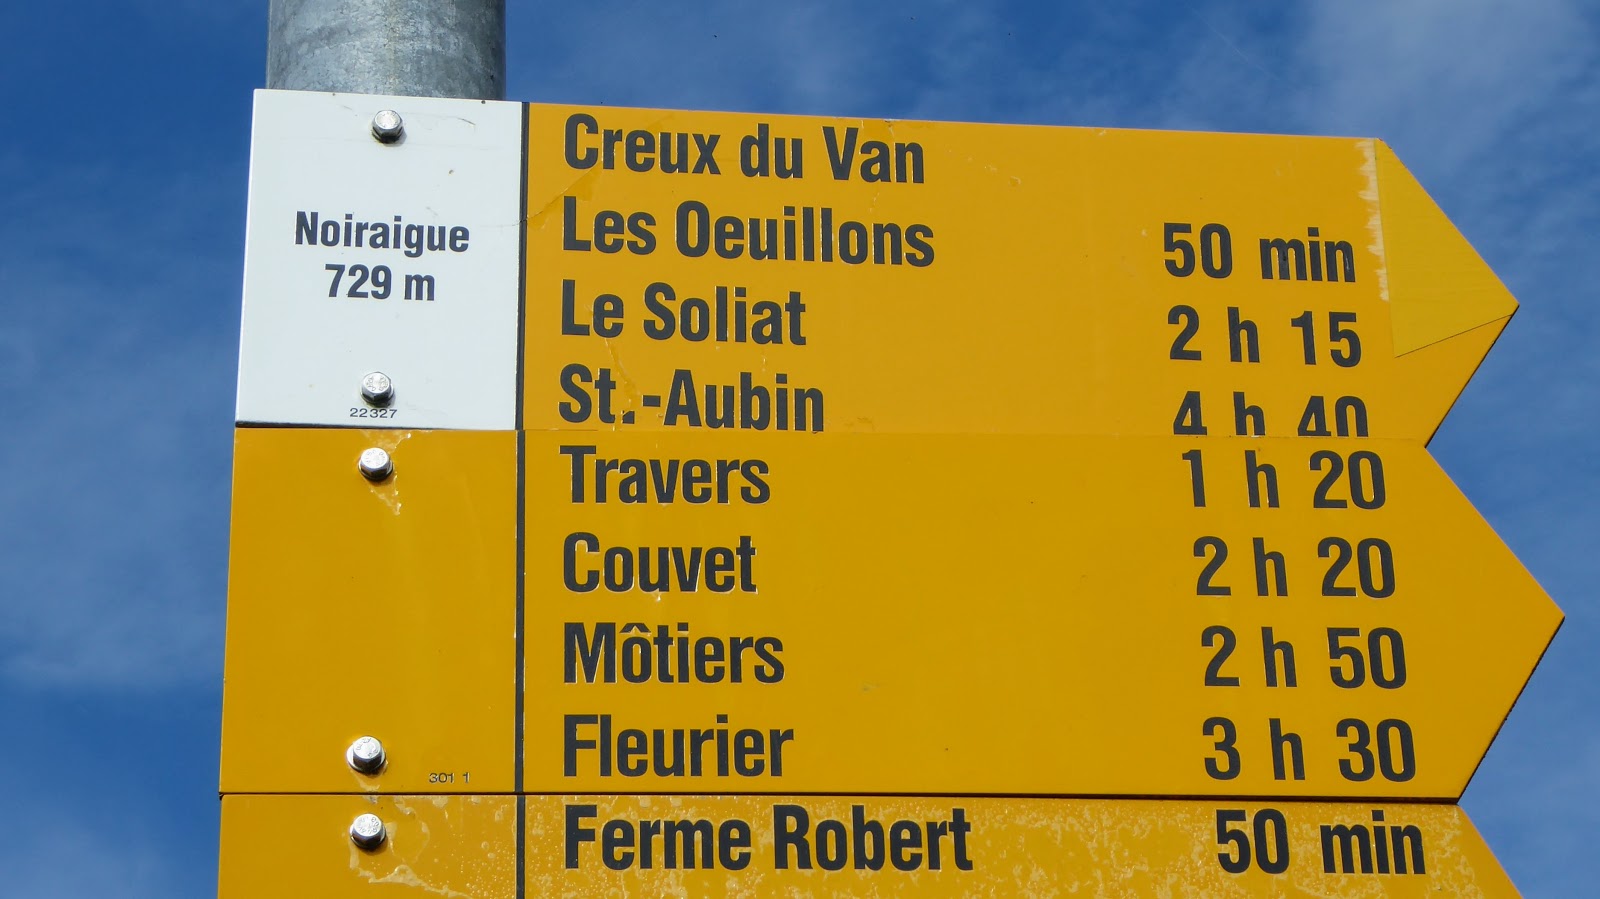 Noiraigue
729 m
22327
Creux du Van
Les Oeuillons 50 min
Le Soliat 2 h 15
St.-Aubin 4 h 40
Travers 1 h 20
Couvet 2 h 20
Môtiers 2 h 50
Fleurier 3 h 30
301 1
Ferme Robert 50 min